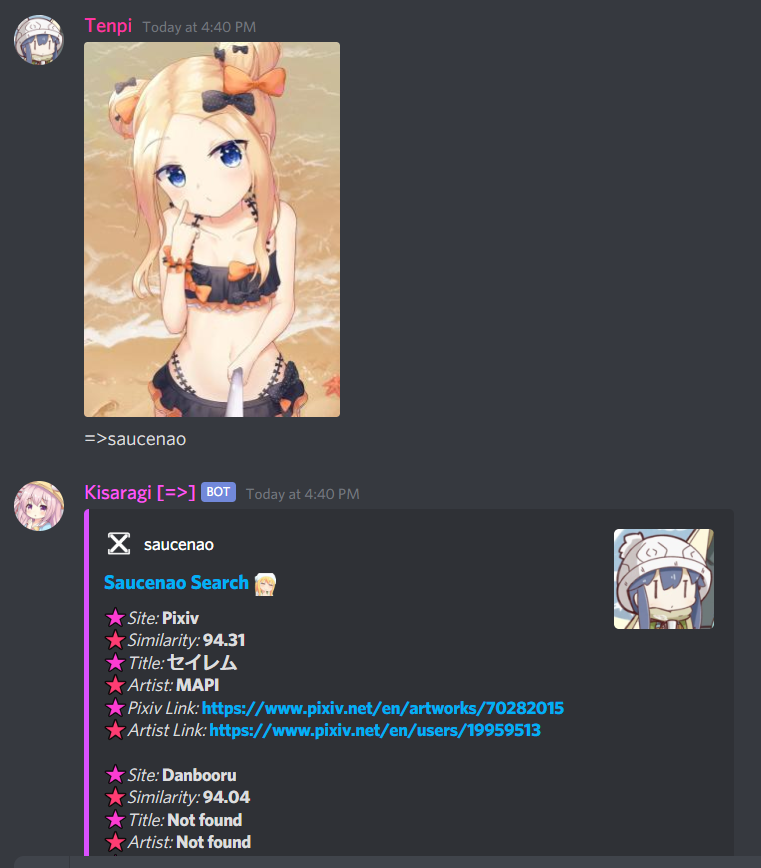 Tenpi Today at 4:40 PM
=>saucenao
Kisaragi [=>] BOT Today at 4:40 PM
saucenao
Saucenao Search
Site: Pixiv
Similarity: 94.31
Title: セイレム
Artist: MAPI
Pixiv Link: https://www.pixiv.net/en/artworks/70282015
Artist Link: https://www.pixiv.net/en/users/19959513
Site: Danbooru
Similarity: 94.04
Title: Not found
Artist: Not found